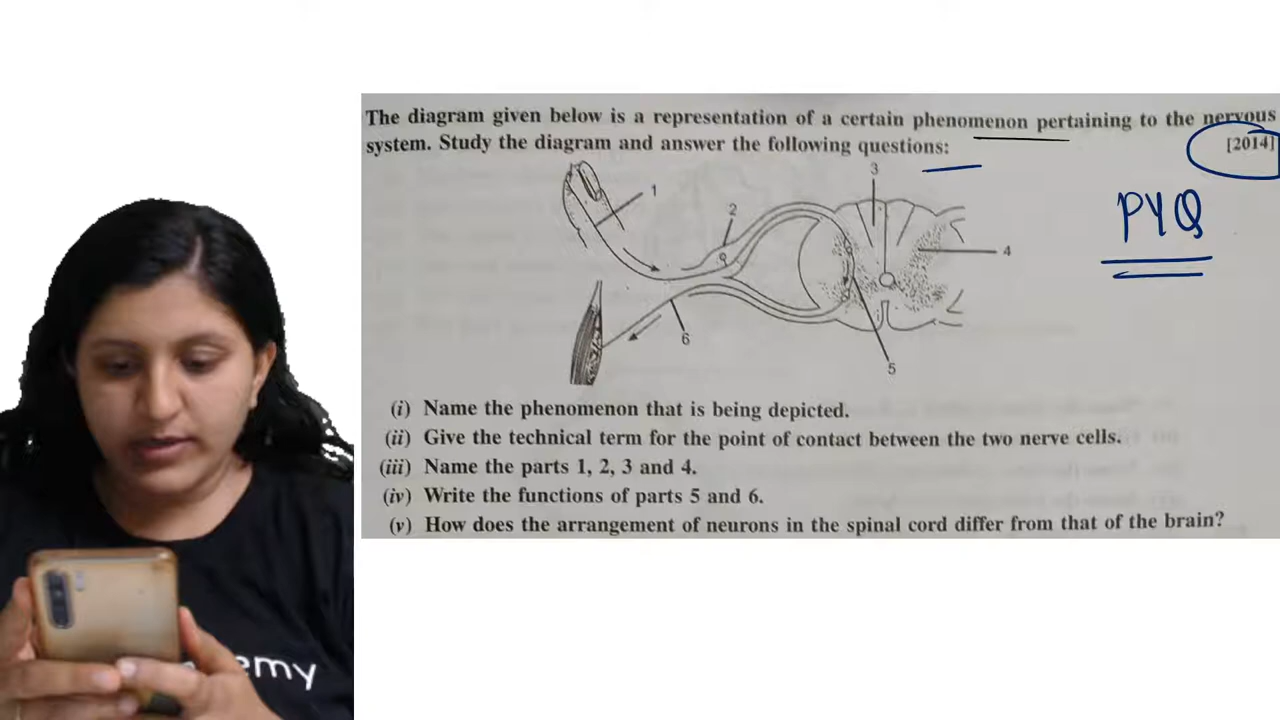 The diagram given below is a representation of a certain phenomenon pertaining to the nervous
system. Study the diagram and answer the following questions:
[2014]
PYQ
1
2
3
4
5
6
(i) Name the phenomenon that is being depicted.
(ii) Give the technical term for the point of contact between the two nerve cells.
(iii) Name the parts 1, 2, 3 and 4.
(iv) Write the functions of parts 5 and 6.
(v) How does the arrangement of neurons in the spinal cord differ from that of the brain?
emy